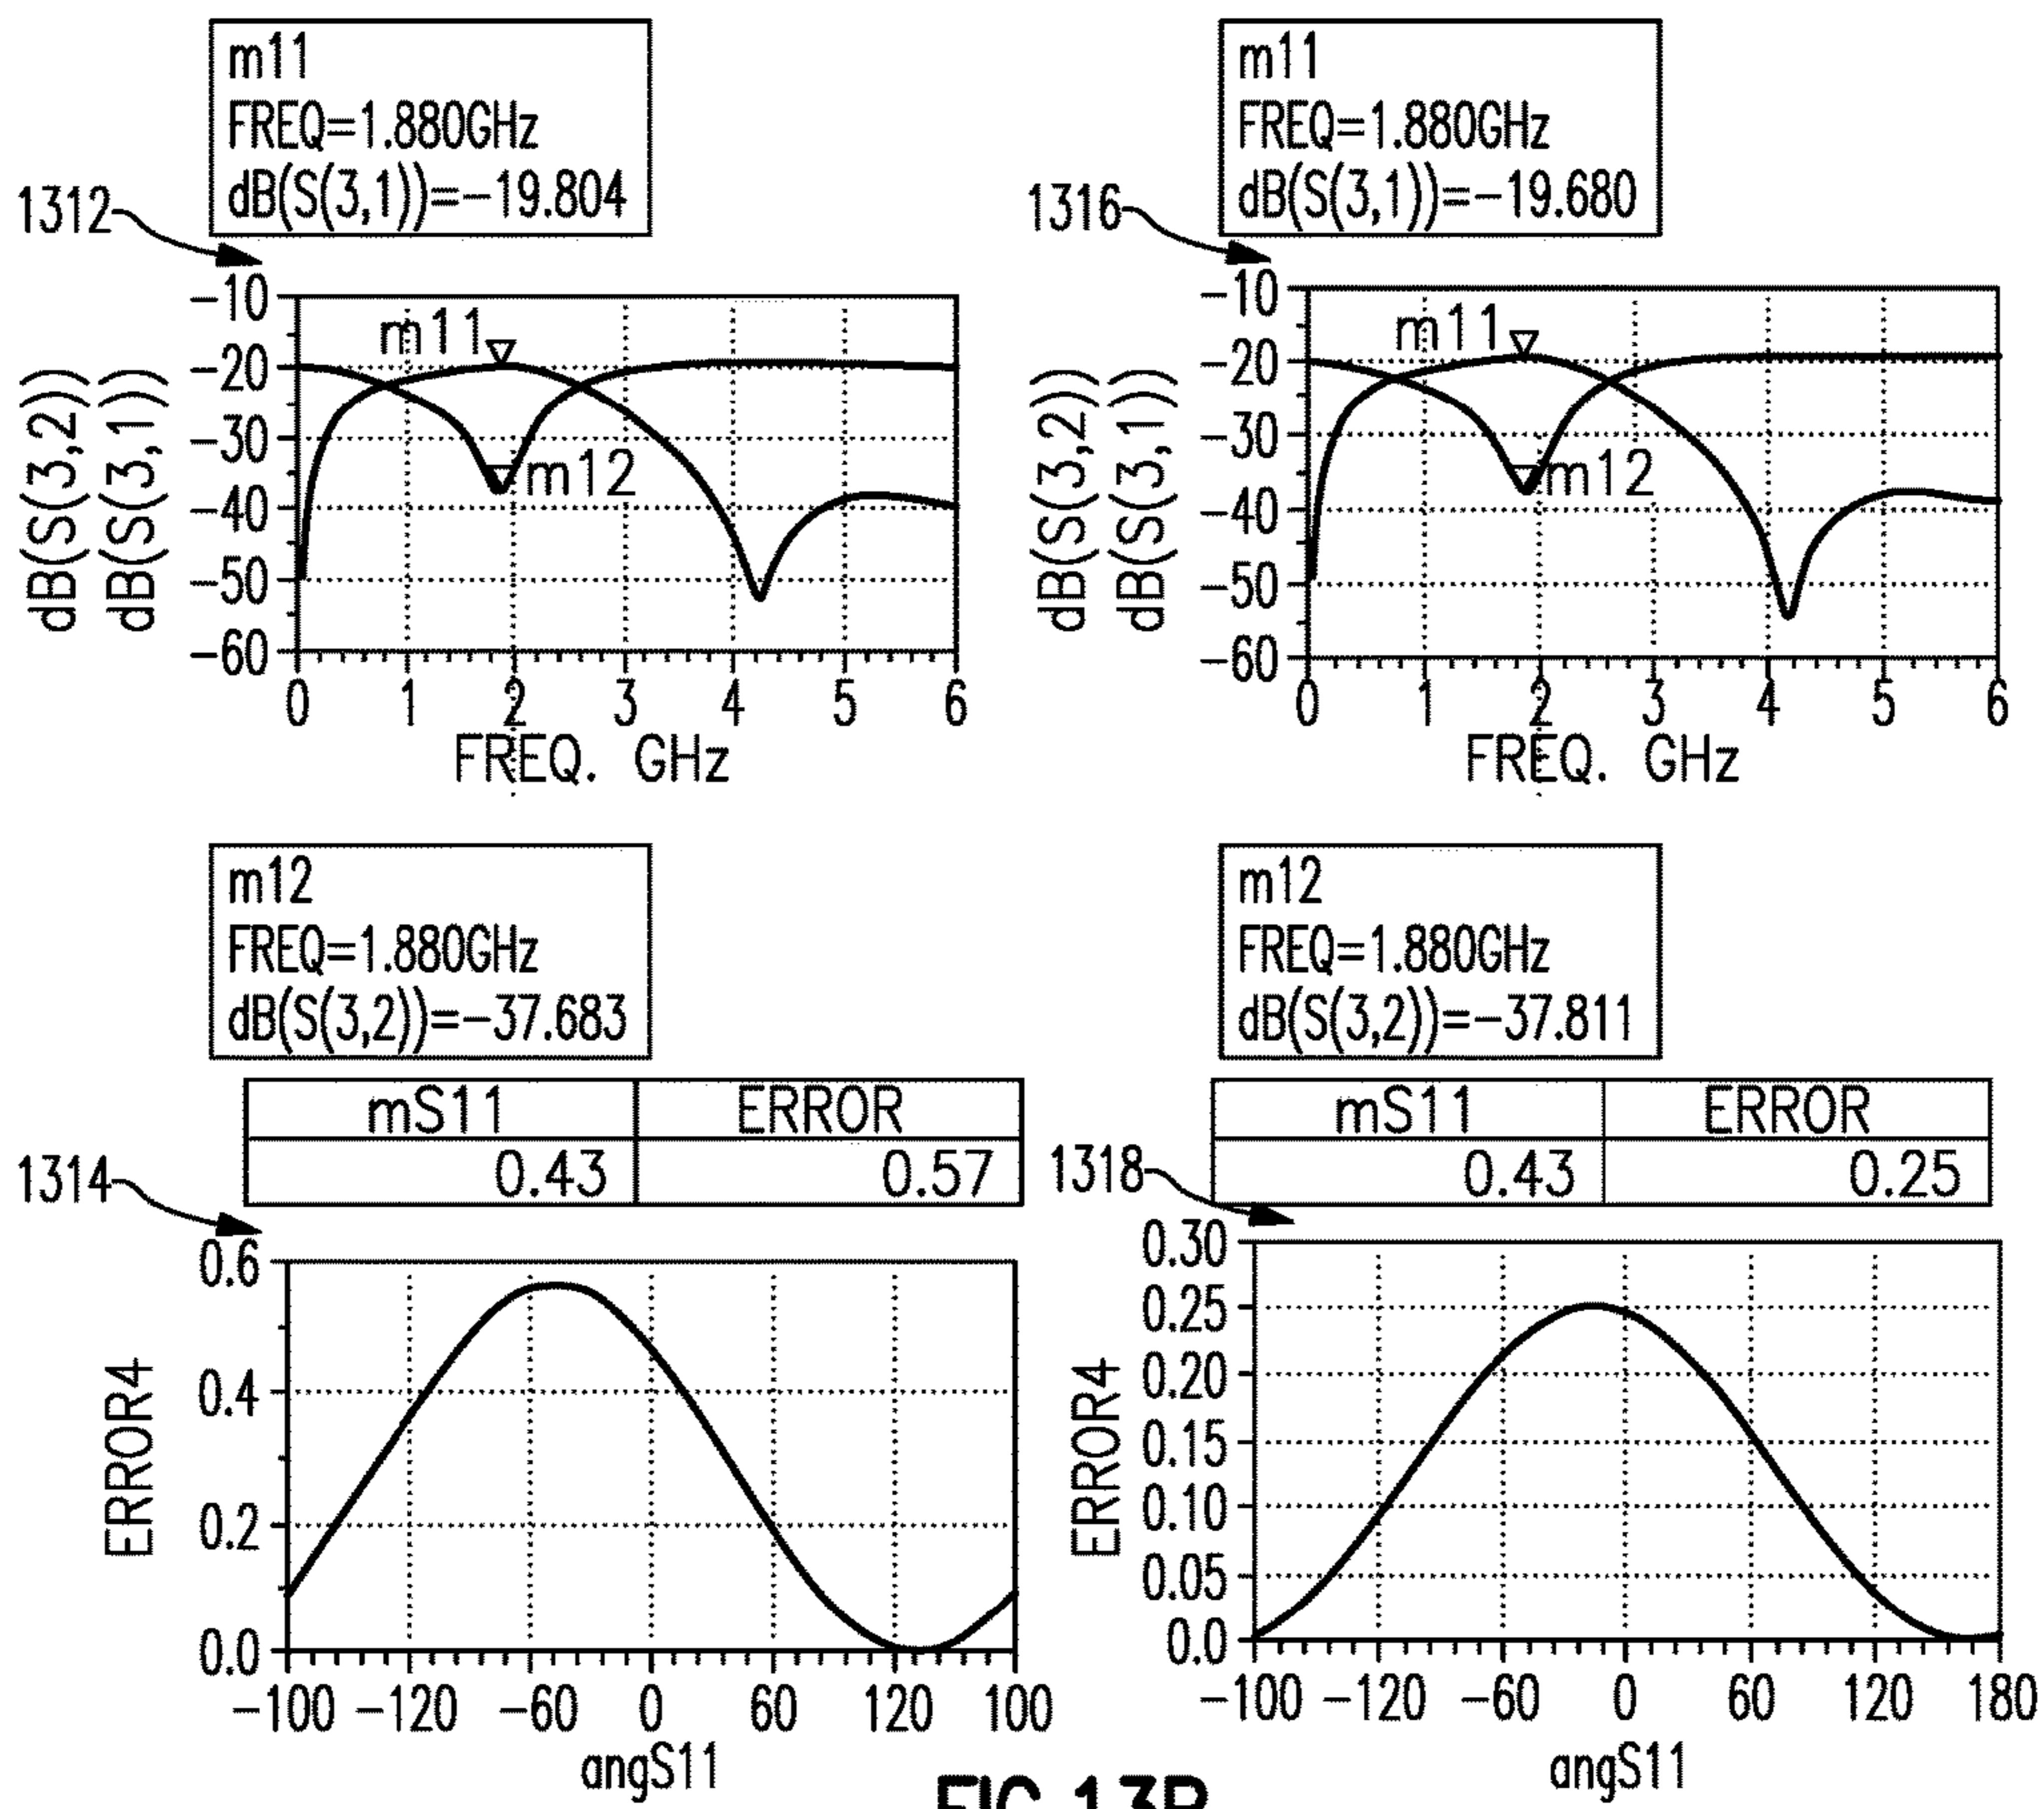 m11
FREQ=1.880GHz
dB(S(3,1))=-19.804
1312
-10
-20
-30
-40
-50
-60
dB(S(3,2))
dB(S(3,1))
m11
m12
0 1 2 3 4 5 6
FREQ. GHz
m11
FREQ=1.880GHz
dB(S(3,1))=-19.680
1316
-10
-20
-30
-40
-50
-60
dB(S(3,2))
dB(S(3,1))
m11
m12
0 1 2 3 4 5 6
FREQ. GHz
m12
FREQ=1.880GHz
dB(S(3,2))=-37.683
mS11 ERROR
0.43 0.57
1314
0.6
0.4
0.2
0.0
ERROR4
-100 -120 -60 0 60 120 100
angS11
m12
FREQ=1.880GHz
dB(S(3,2))=-37.811
mS11 ERROR
0.43 0.25
1318
0.30
0.25
0.20
0.15
0.10
0.05
0.0
ERROR4
-100 -120 -60 0 60 120 180
angS11
FIG.13B